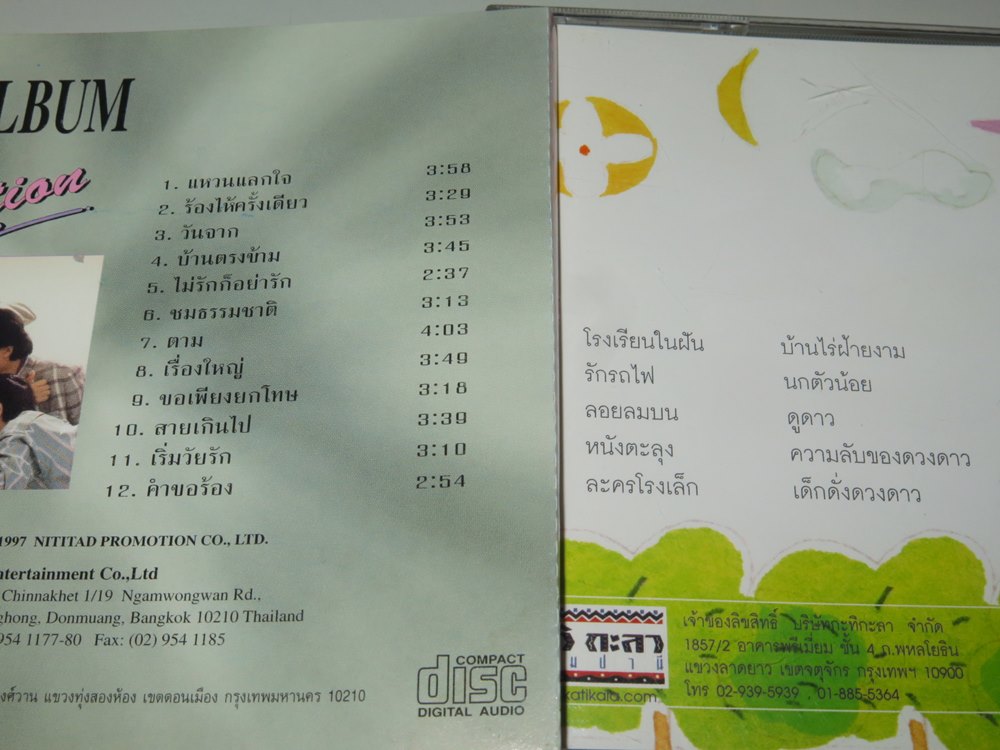 ALBUM
1. แหวนแลกใจ 3:58
2. ร้องไห้ครั้งเดียว 3:29
3. วันจาก 3:53
4. บ้านตรงข้าม 3:45
5. ไม่รักก็อย่ารัก 2:37
6. ชมธรรมชาติ 3:13
7. ตาม 4:03
8. เรื่องใหญ่ 3:49
9. ขอเพียงยกโทษ 3:18
10. สายเกินไป 3:39
11. เริ่มวัยรัก 3:10
12. คำขอร้อง 2:54
1997 NITITAD PROMOTION CO., LTD.
ntertainment Co.,Ltd
Chinnakhet 1/19 Ngamwongwan Rd.,
ghong, Donmuang, Bangkok 10210 Thailand
954 1177-80 Fax: (02) 954 1185
งศ์วาน แขวงทุ่งสองห้อง เขตดอนเมือง กรุงเทพมหานคร 10210
COMPACT
disc
DIGITAL AUDIO
โรงเรียนในฝัน บ้านไร่ฝ้ายงาม
รักรถไฟ นกตัวน้อย
ลอยลมบน ดูดาว
หนังตะลุง ความลับของดวงดาว
ละครโรงเล็ก เด็กดั่งดวงดาว
กะลา
katikala.com
เจ้าของลิขสิทธิ์ บริษัทกะทิกะลา จำกัด
1857/2 อาคารพรีเมี่ยม ชั้น 4 ถ.พหลโยธิน
แขวงลาดยาว เขตจตุจักร กรุงเทพฯ 10900
โทร 02-939-5939 , 01-885-5364